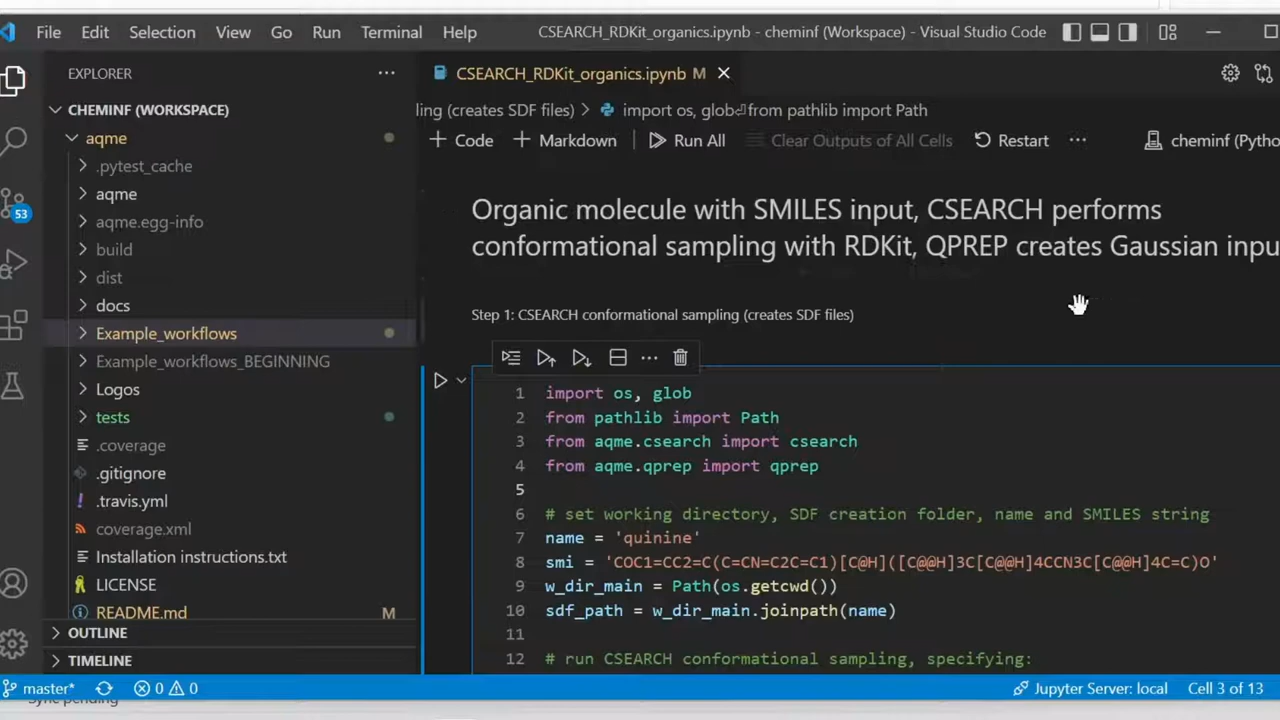 File Edit Selection View Go Run Terminal Help CSEARCH_RDKit_organics.ipynb - cheminf (Workspace) - Visual Studio Code
EXPLORER
CHEMINF (WORKSPACE)
aqme
.pytest_cache
aqme
aqme.egg-info
build
dist
docs
Example_workflows
Example_workflows_BEGINNING
Logos
tests
.coverage
.gitignore
.travis.yml
coverage.xml
Installation instructions.txt
LICENSE
README.md M
OUTLINE
TIMELINE
53
CSEARCH_RDKit_organics.ipynb M
ling (creates SDF files) > import os, glob⏎from pathlib import Path
+ Code + Markdown Run All Clear Outputs of All Cells Restart ... cheminf (Pytho
Organic molecule with SMILES input, CSEARCH performs
conformational sampling with RDKit, QPREP creates Gaussian inpu
Step 1: CSEARCH conformational sampling (creates SDF files)
1 import os, glob
2 from pathlib import Path
3 from aqme.csearch import csearch
4 from aqme.qprep import qprep
5
6 # set working directory, SDF creation folder, name and SMILES string
7 name = 'quinine'
8 smi = 'COC1=CC2=C(C=CN=C2C=C1)[C@H]([C@@H]3C[C@@H]4CCN3C[C@@H]4C=C)O'
9 w_dir_main = Path(os.getcwd())
10 sdf_path = w_dir_main.joinpath(name)
11
12 # run CSEARCH conformational sampling, specifying:
master* 0 0 Jupyter Server: local Cell 3 of 13
Sync pending